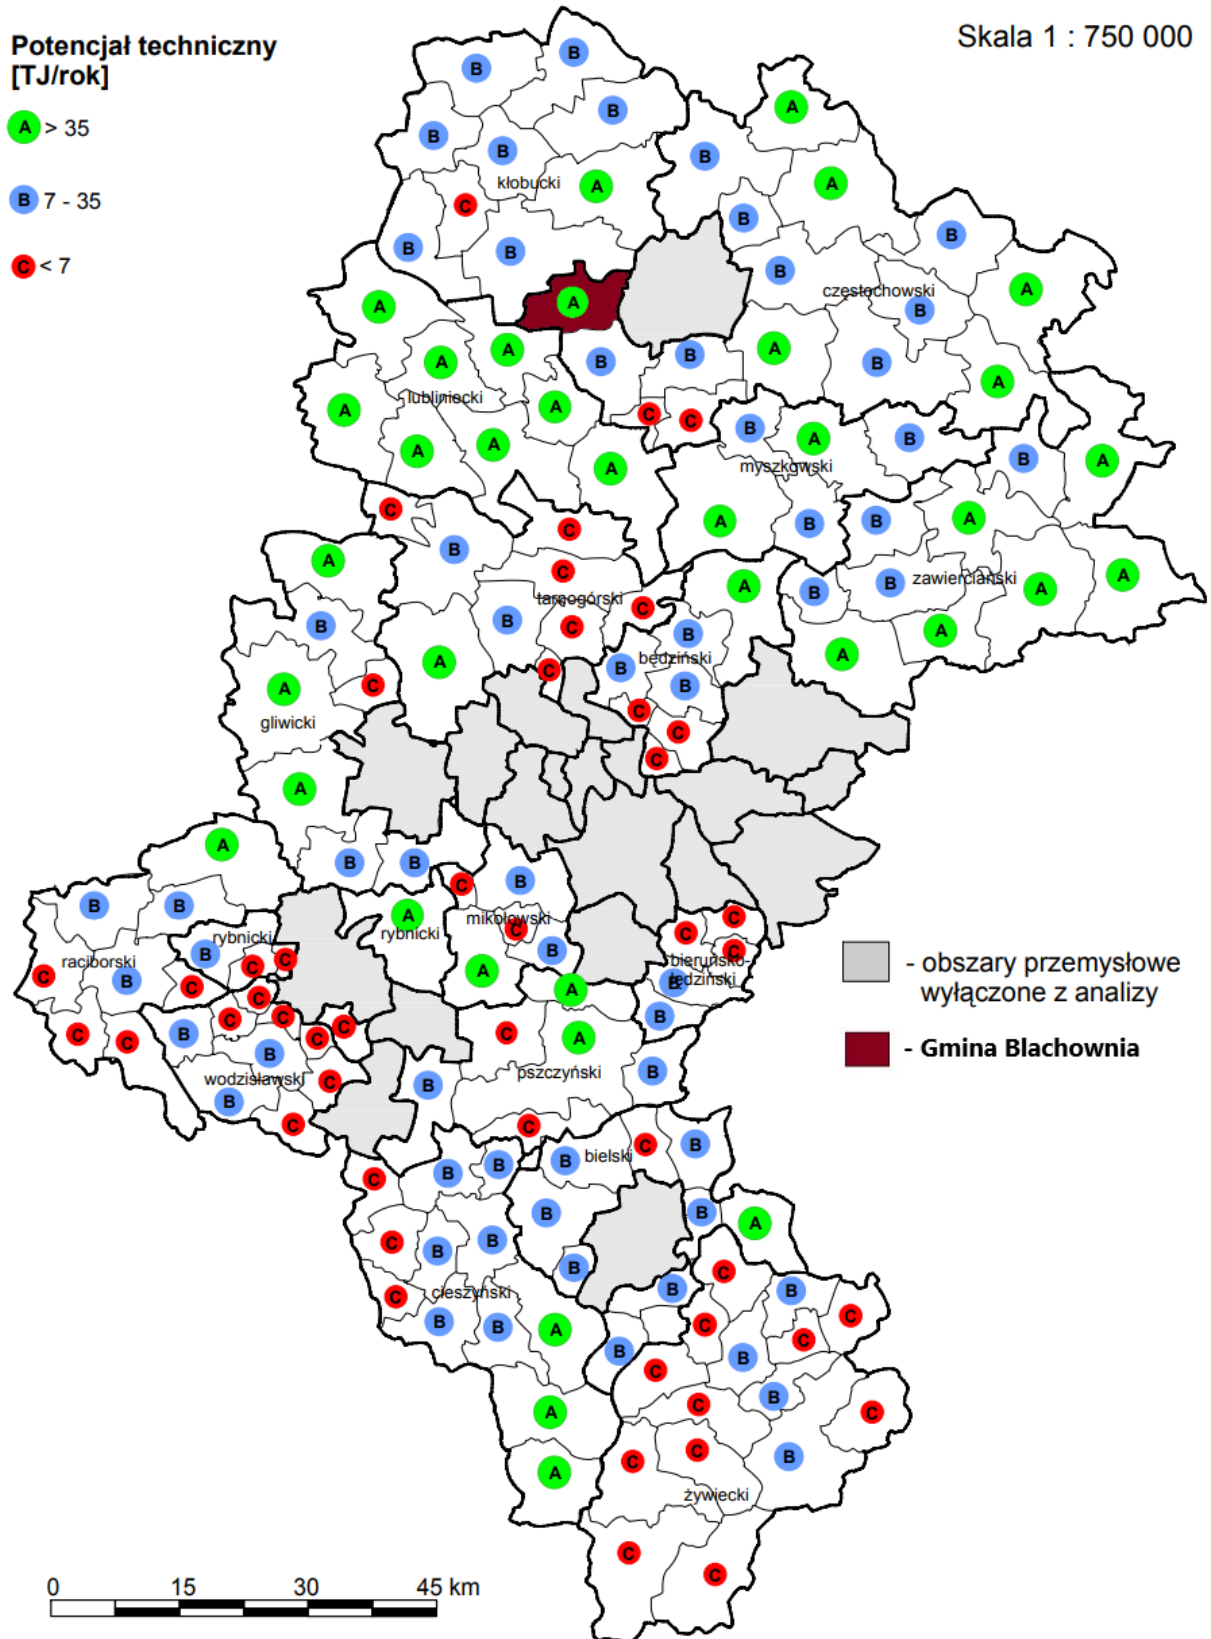 Potencjał techniczny
[TJ/rok]
Skala 1 : 750 000
A > 35
B 7 - 35
C < 7
B
B
B
A
B
B
B
kłobucki
A
A
C
B
B
B
B
B
B
A
częstochowski
A
A
B
A
B
A
B
B
A
B
A
A
lubliniecki
A
A
C
C
B
A
B
A
A
myszkowski
A
B
A
C
A
B
B
A
C
B
A
C
A
B
zawierciański
A
A
C
tarnogórski
B
C
B
B
C
B
A
będziński
A
A
B
C
C
B
A
gliwicki
C
C
C
A
A
B
B
C
B
B
B
A
mikołowski
C
rybnicki
C
C
rybnicki
B
C
B
C
raciborski
C
C
B
A
bieruńsko-
B
lędziński
C
A
C
B
C
C
C
C
C
B
C
A
C
B
wodzisławski
C
pszczyński
B
B
B
C
C
- obszary przemysłowe
wyłączone z analizy
- Gmina Blachownia
bielski
C
B
B
B
B
C
B
B
A
C
B
B
B
C
C
cieszyński
B
B
C
B
B
A
C
C
C
B
B
C
B
A
C
C
C
B
C
A
żywiecki
C
C
0 15 30 45 km